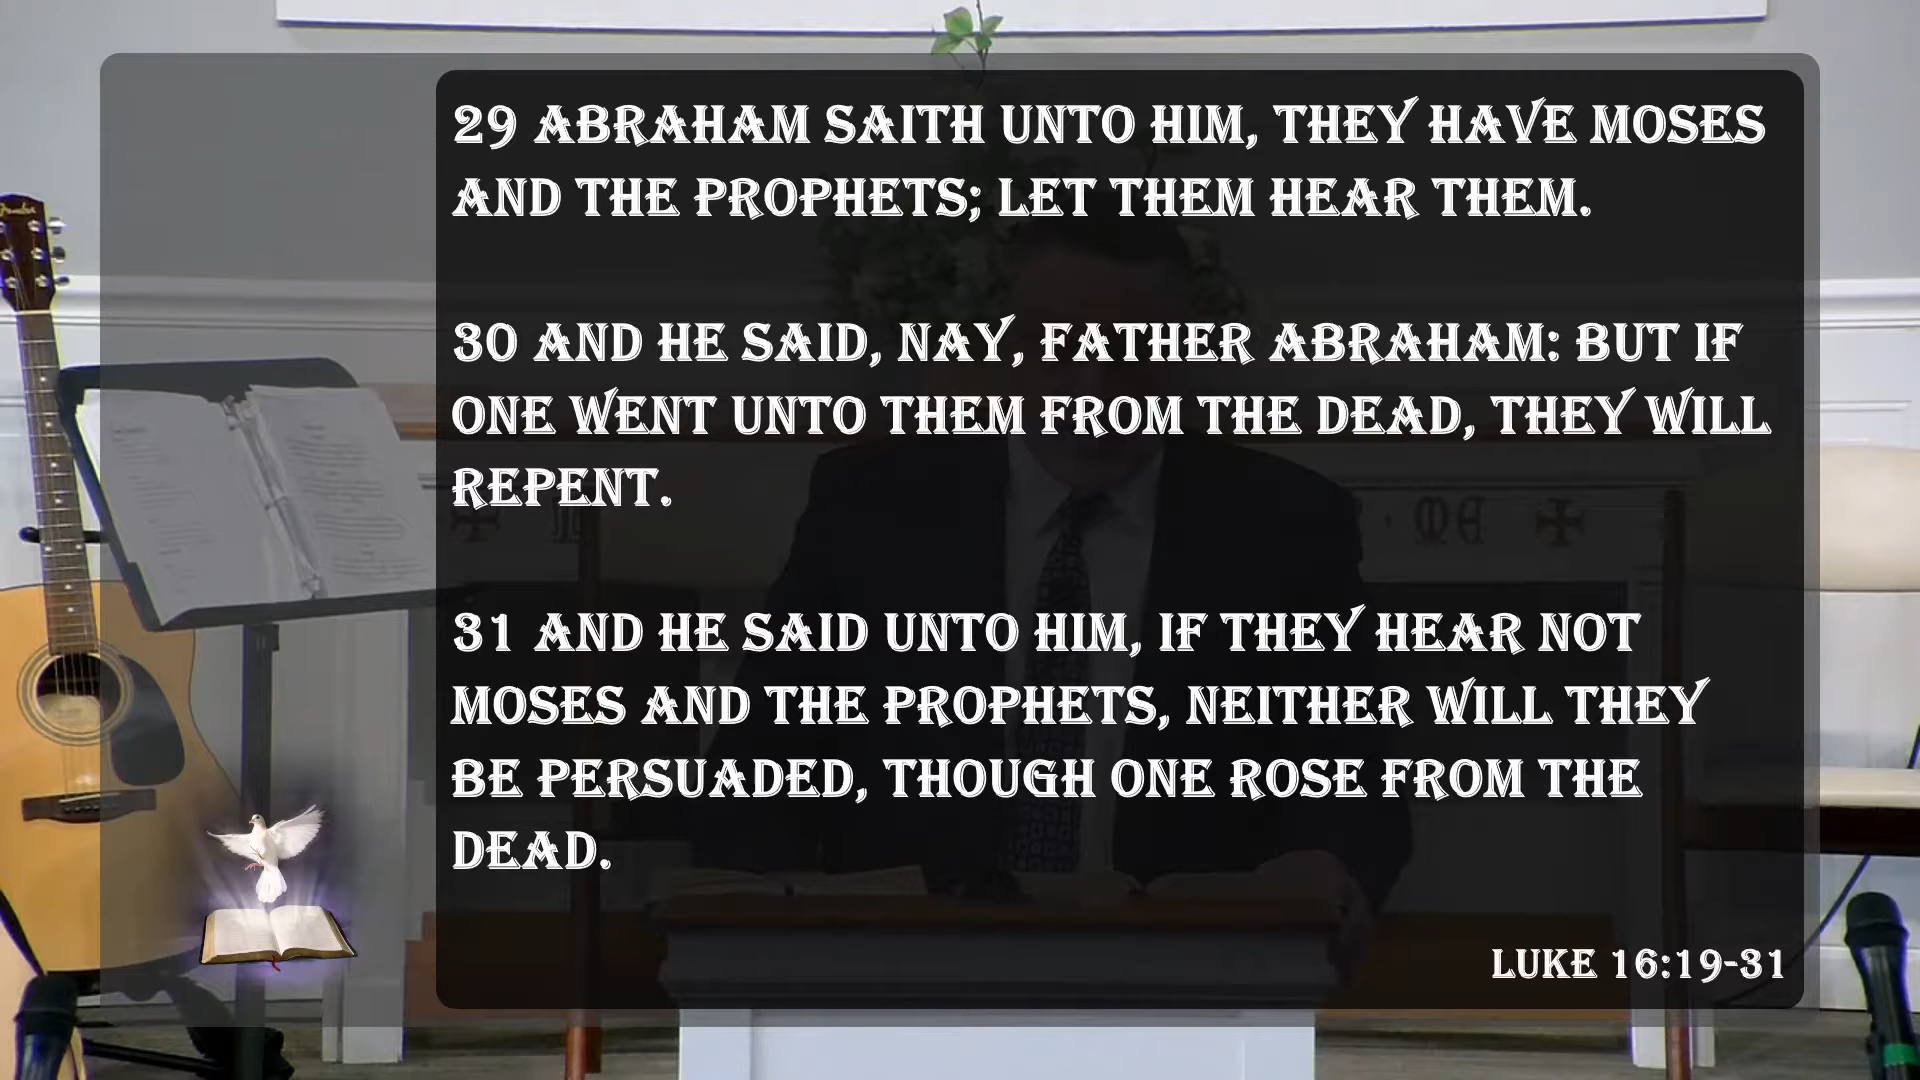 29 ABRAHAM SAITH UNTO HIM, THEY HAVE MOSES
AND THE PROPHETS; LET THEM HEAR THEM.
30 AND HE SAID, NAY, FATHER ABRAHAM: BUT IF
ONE WENT UNTO THEM FROM THE DEAD, THEY WILL
REPENT.
31 AND HE SAID UNTO HIM, IF THEY HEAR NOT
MOSES AND THE PROPHETS, NEITHER WILL THEY
BE PERSUADED, THOUGH ONE ROSE FROM THE
DEAD.
LUKE 16:19-31
Fender
ME